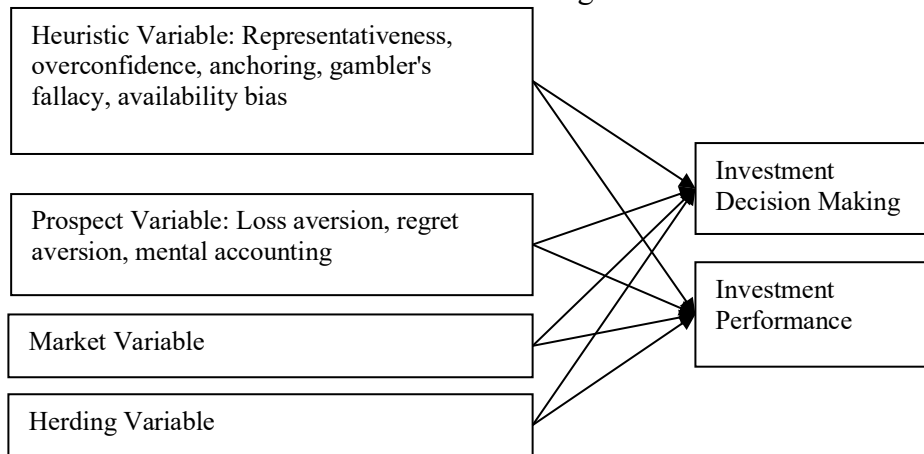 Heuristic Variable: Representativeness,
overconfidence, anchoring, gambler's
fallacy, availability bias
Prospect Variable: Loss aversion, regret
aversion, mental accounting
Market Variable
Herding Variable
Investment
Decision Making
Investment
Performance